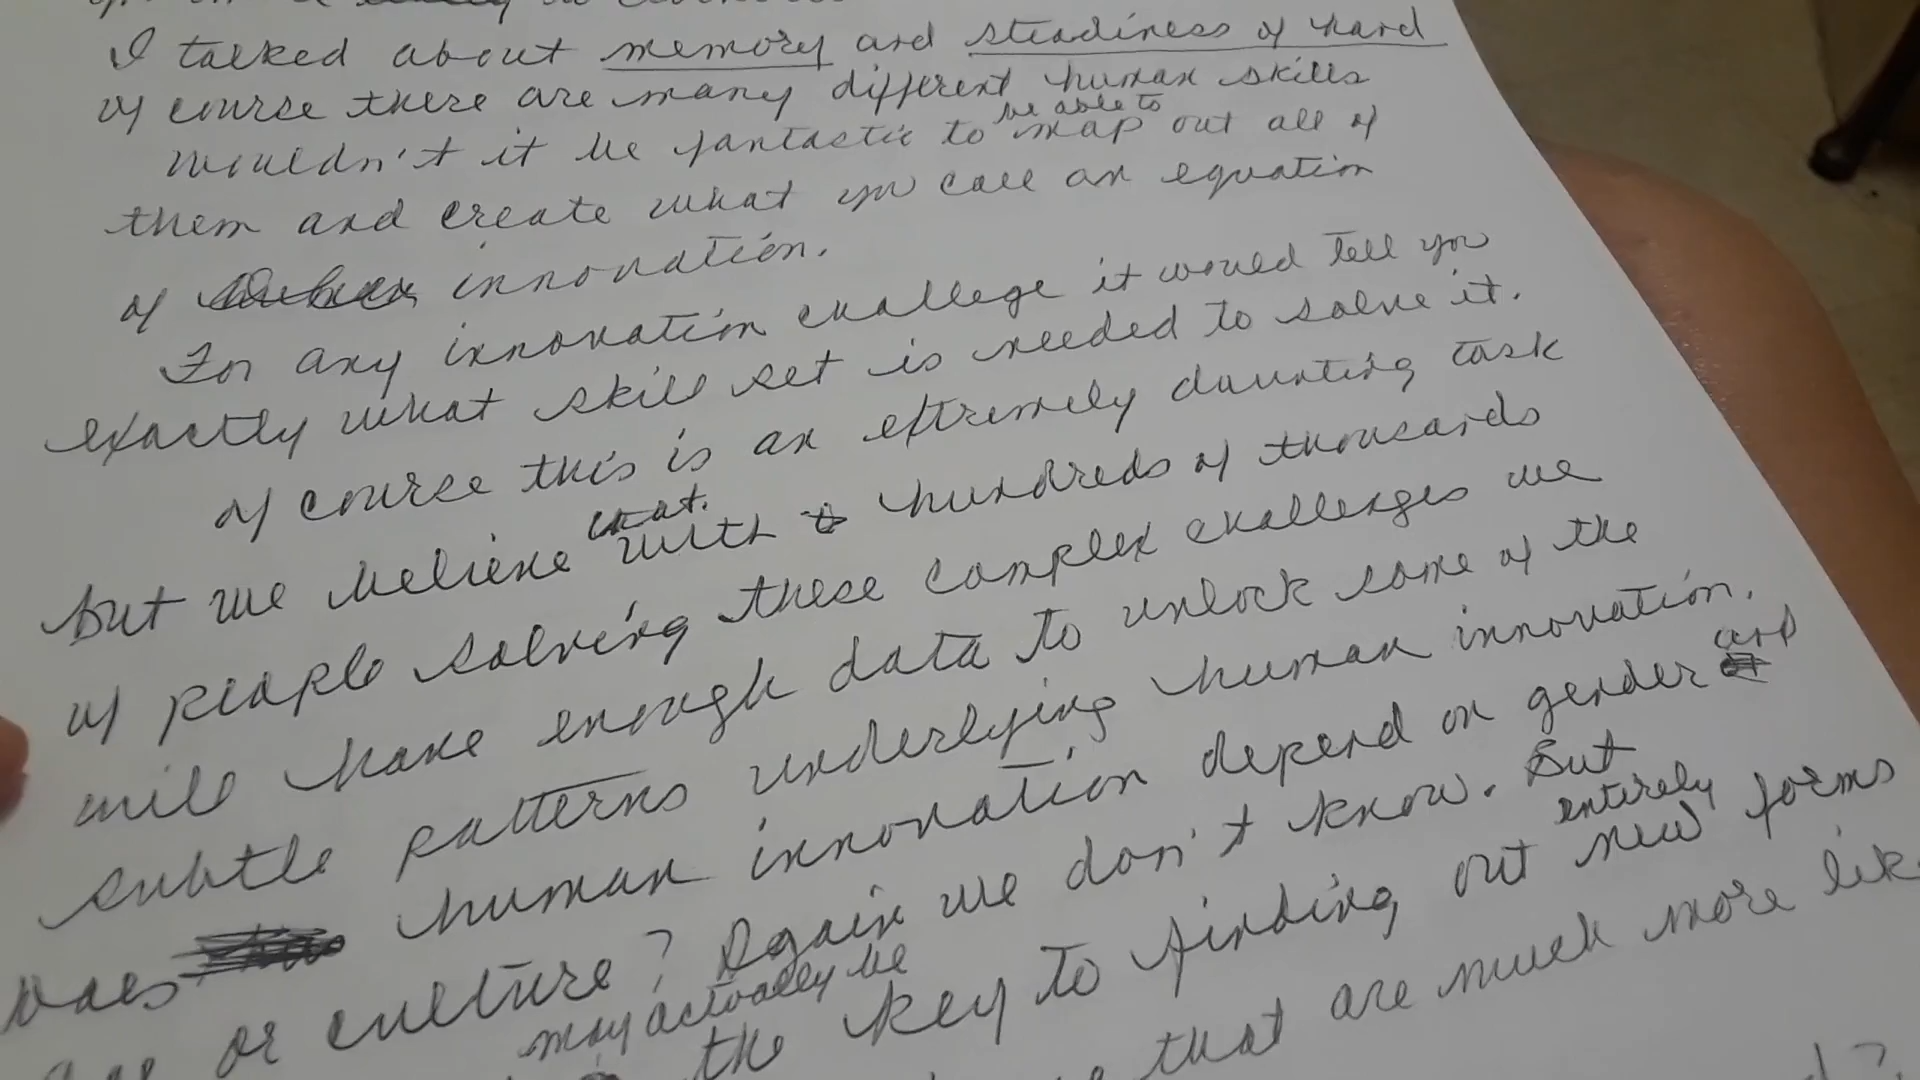 I talked about memory and steadiness of hand
of course there are many different human skills
be able to
wouldn't it be fantastic to map out all of
them and create what you call an equation
of innovation.
For any innovation challege it would tell you
exactly what skill set is needed to solve it.
of course this is an extremely daunting task
that.
but we believe with hundreds of thousands
of people solving these complex challenges we
will have enough data to unlock some of the
subtle patterns underlying human innovation.
and
Does human innovation depend on gender
or culture? Again we don't know. But
entirely
may actually be
the key to finding out new forms
that are much more lik